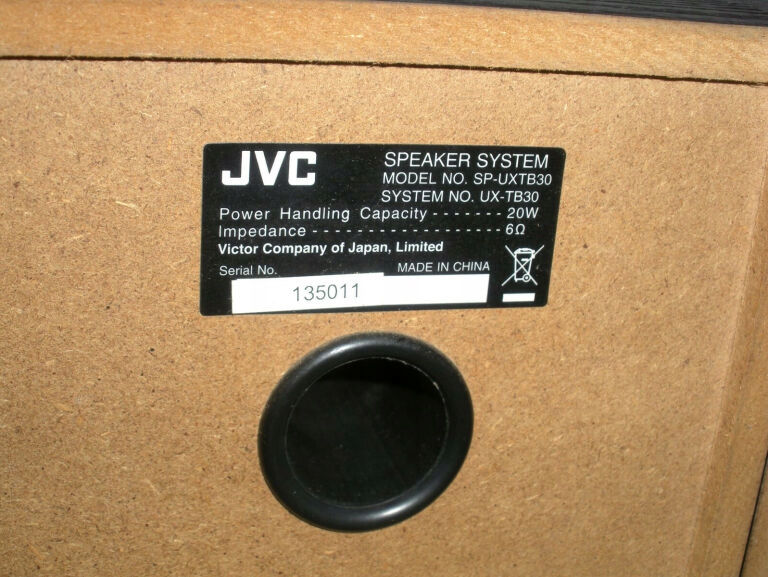 JVC SPEAKER SYSTEM
MODEL NO. SP-UXTB30
SYSTEM NO. UX-TB30
Power Handling Capacity - - - - - - - 20W
Impedance - - - - - - - - - - - - - - - - - - - 6Ω
Victor Company of Japan, Limited
Serial No. MADE IN CHINA
135011